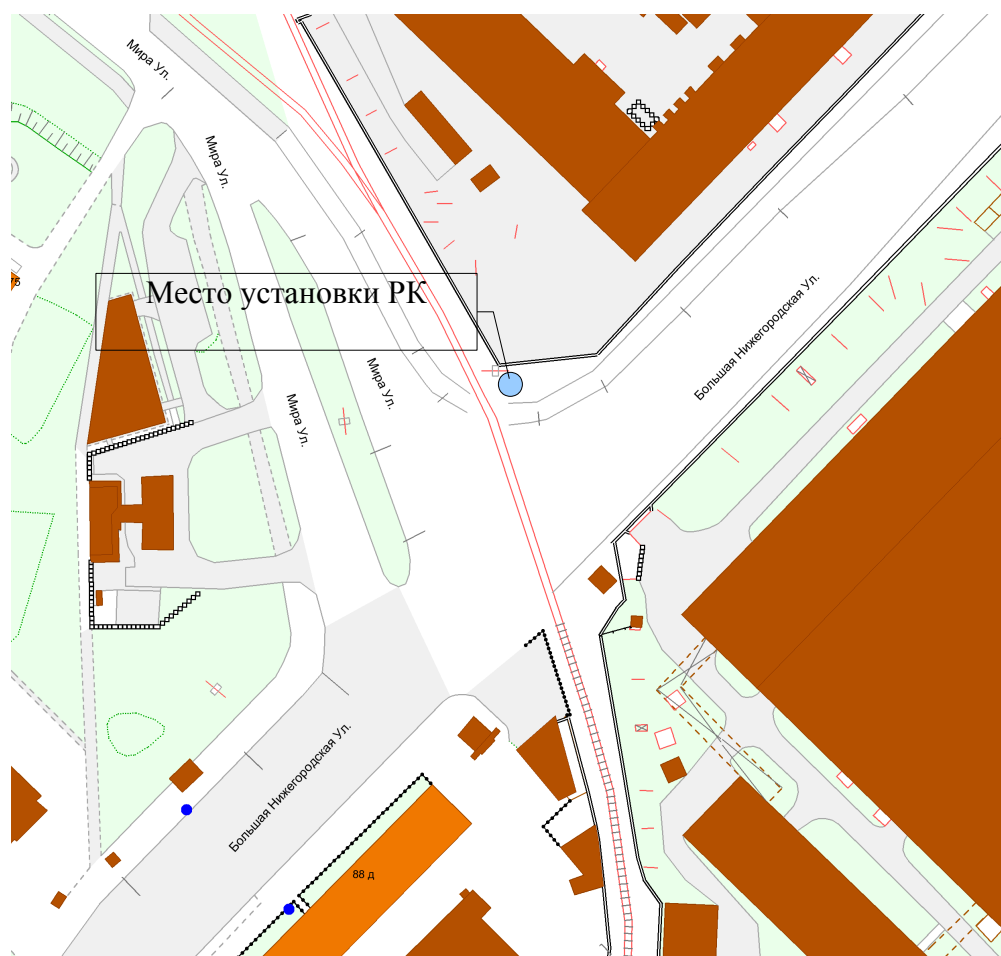 Мира Ул.
Мира Ул.
Место установки РК
Большая Нижегородская Ул.
Мира Ул.
Мира Ул.
Большая Нижегородская Ул.
88 д